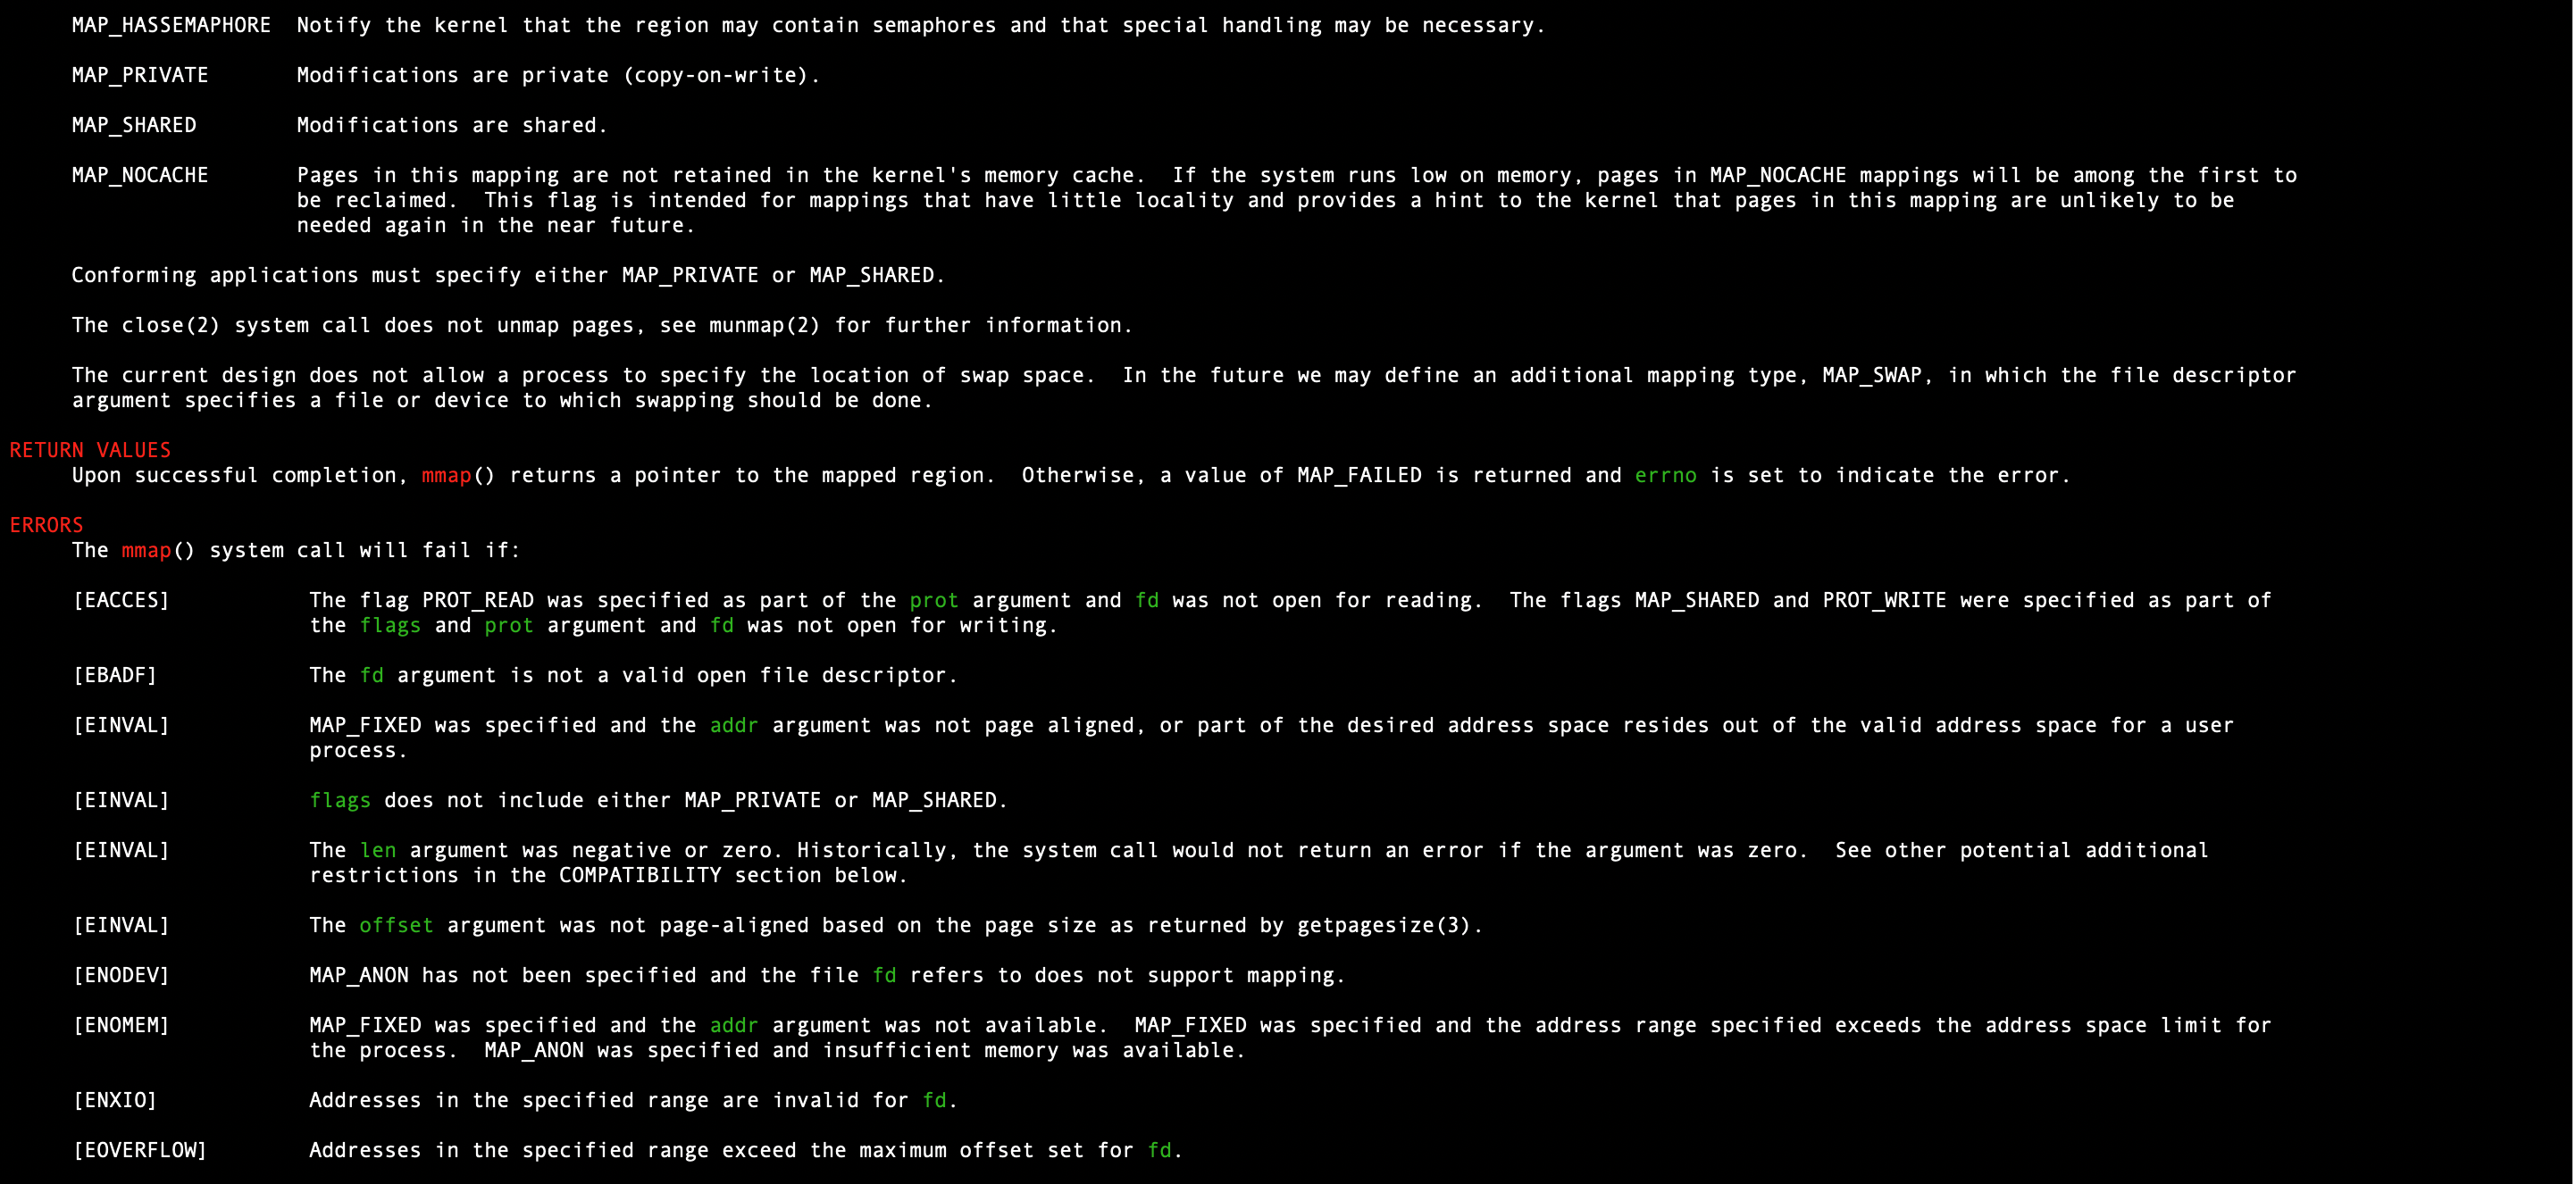 MAP_HASSEMAPHORE  Notify the kernel that the region may contain semaphores and that special handling may be necessary.
MAP_PRIVATE       Modifications are private (copy-on-write).
MAP_SHARED        Modifications are shared.
MAP_NOCACHE       Pages in this mapping are not retained in the kernel's memory cache.  If the system runs low on memory, pages in MAP_NOCACHE mappings will be among the first to
be reclaimed.  This flag is intended for mappings that have little locality and provides a hint to the kernel that pages in this mapping are unlikely to be
needed again in the near future.
Conforming applications must specify either MAP_PRIVATE or MAP_SHARED.
The close(2) system call does not unmap pages, see munmap(2) for further information.
The current design does not allow a process to specify the location of swap space.  In the future we may define an additional mapping type, MAP_SWAP, in which the file descriptor
argument specifies a file or device to which swapping should be done.
RETURN VALUES
Upon successful completion, mmap() returns a pointer to the mapped region.  Otherwise, a value of MAP_FAILED is returned and errno is set to indicate the error.
ERRORS
The mmap() system call will fail if:
[EACCES]           The flag PROT_READ was specified as part of the prot argument and fd was not open for reading.  The flags MAP_SHARED and PROT_WRITE were specified as part of
the flags and prot argument and fd was not open for writing.
[EBADF]            The fd argument is not a valid open file descriptor.
[EINVAL]           MAP_FIXED was specified and the addr argument was not page aligned, or part of the desired address space resides out of the valid address space for a user
process.
[EINVAL]           flags does not include either MAP_PRIVATE or MAP_SHARED.
[EINVAL]           The len argument was negative or zero. Historically, the system call would not return an error if the argument was zero.  See other potential additional
restrictions in the COMPATIBILITY section below.
[EINVAL]           The offset argument was not page-aligned based on the page size as returned by getpagesize(3).
[ENODEV]           MAP_ANON has not been specified and the file fd refers to does not support mapping.
[ENOMEM]           MAP_FIXED was specified and the addr argument was not available.  MAP_FIXED was specified and the address range specified exceeds the address space limit for
the process.  MAP_ANON was specified and insufficient memory was available.
[ENXIO]            Addresses in the specified range are invalid for fd.
[EOVERFLOW]        Addresses in the specified range exceed the maximum offset set for fd.